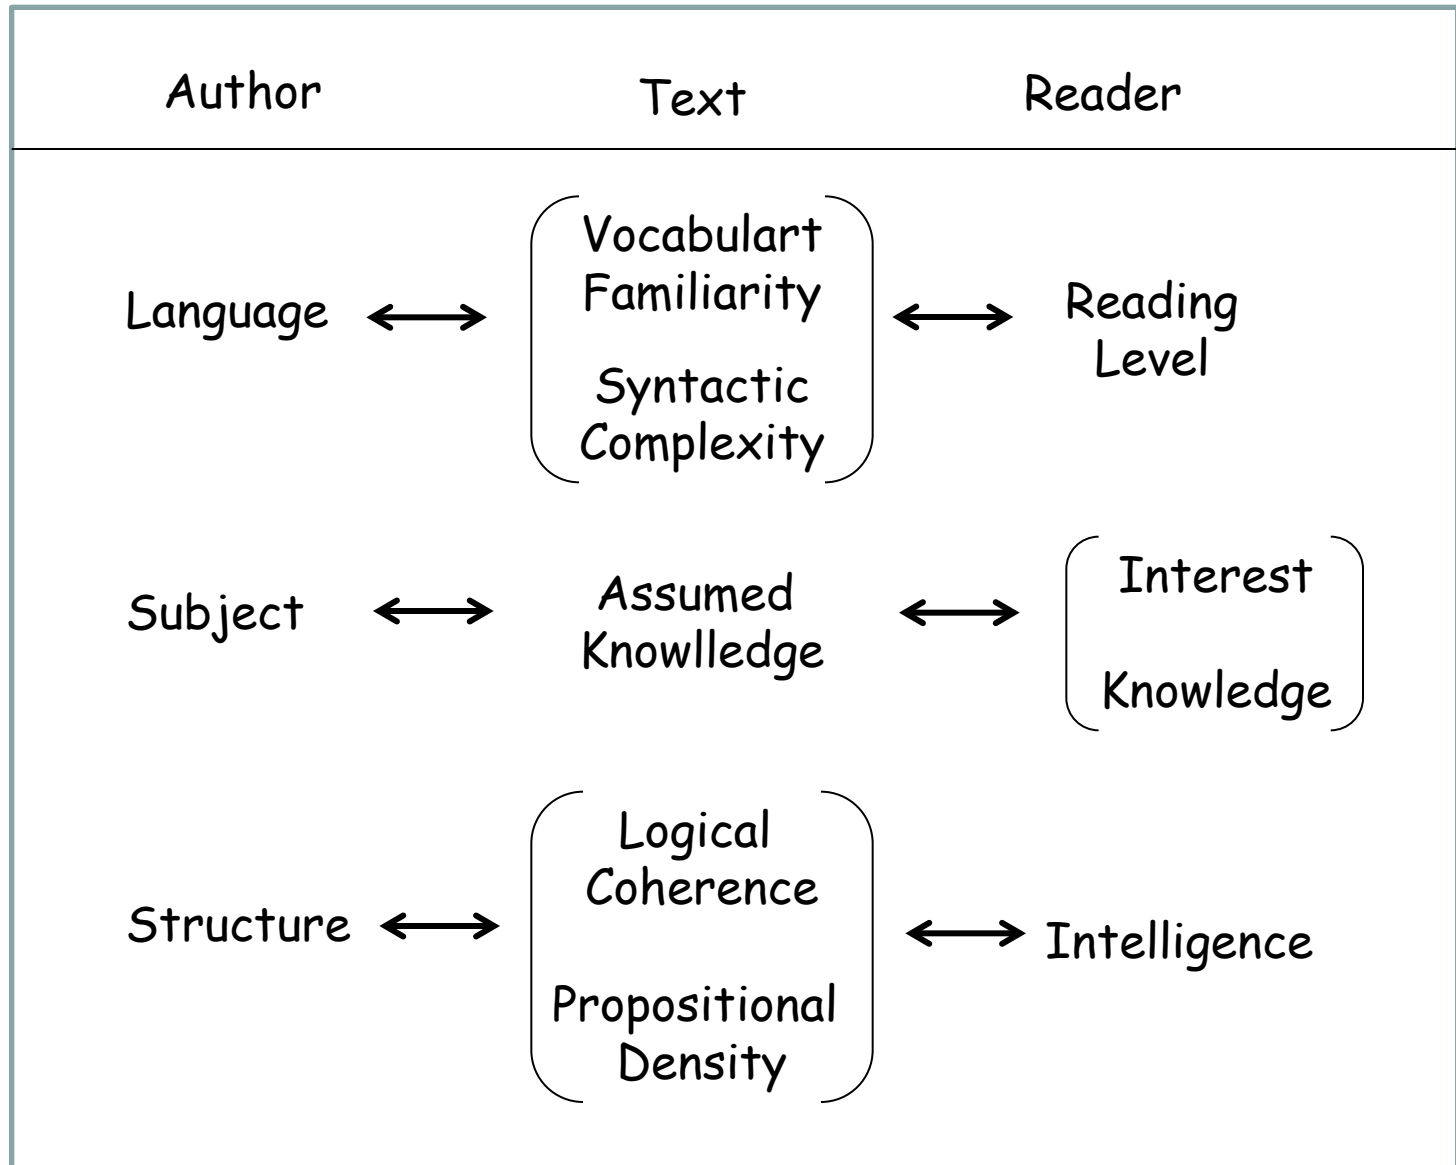 Author Text Reader
Vocabulart
Familiarity
Language
Reading
Level
Syntactic
Complexity
Subject
Assumed
Knowlledge
Interest
Knowledge
Logical
Coherence
Structure
Intelligence
Propositional
Density